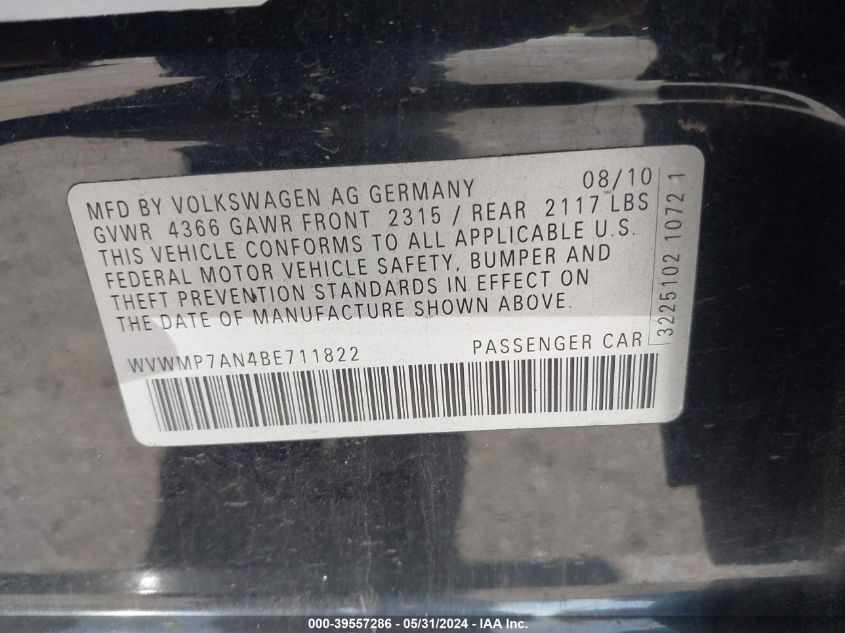 MFD BY VOLKSWAGEN AG GERMANY 08/10
GVWR 4366 GAWR FRONT 2315 / REAR 2117 LBS
THIS VEHICLE CONFORMS TO ALL APPLICABLE U.S.
FEDERAL MOTOR VEHICLE SAFETY, BUMPER AND
THEFT PREVENTION STANDARDS IN EFFECT ON
THE DATE OF MANUFACTURE SHOWN ABOVE.
WVWMP7AN4BE711822 PASSENGER CAR
3225102 1072 1
000-39557286 - 05/31/2024 - ©IAA Inc.